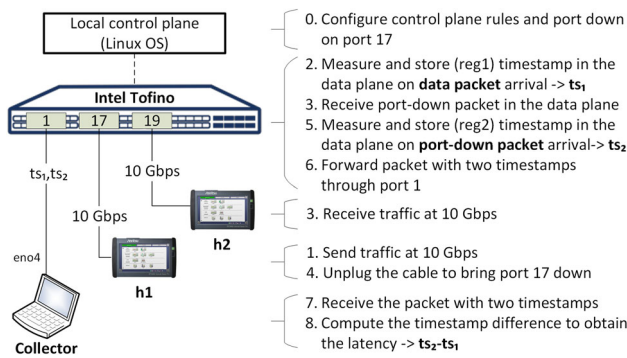 Local control plane
(Linux OS)
Intel Tofino
1
17
19
ts₁,ts₂
10 Gbps
10 Gbps
h2
eno4
h1
Collector
0. Configure control plane rules and port down
on port 17
2. Measure and store (reg1) timestamp in the
data plane on data packet arrival -> ts₁
3. Receive port-down packet in the data plane
5. Measure and store (reg2) timestamp in the
data plane on port-down packet arrival-> ts₂
6. Forward packet with two timestamps
through port 1
3. Receive traffic at 10 Gbps
1. Send traffic at 10 Gbps
4. Unplug the cable to bring port 17 down
7. Receive the packet with two timestamps
8. Compute the timestamp difference to obtain
the latency -> ts₂-ts₁